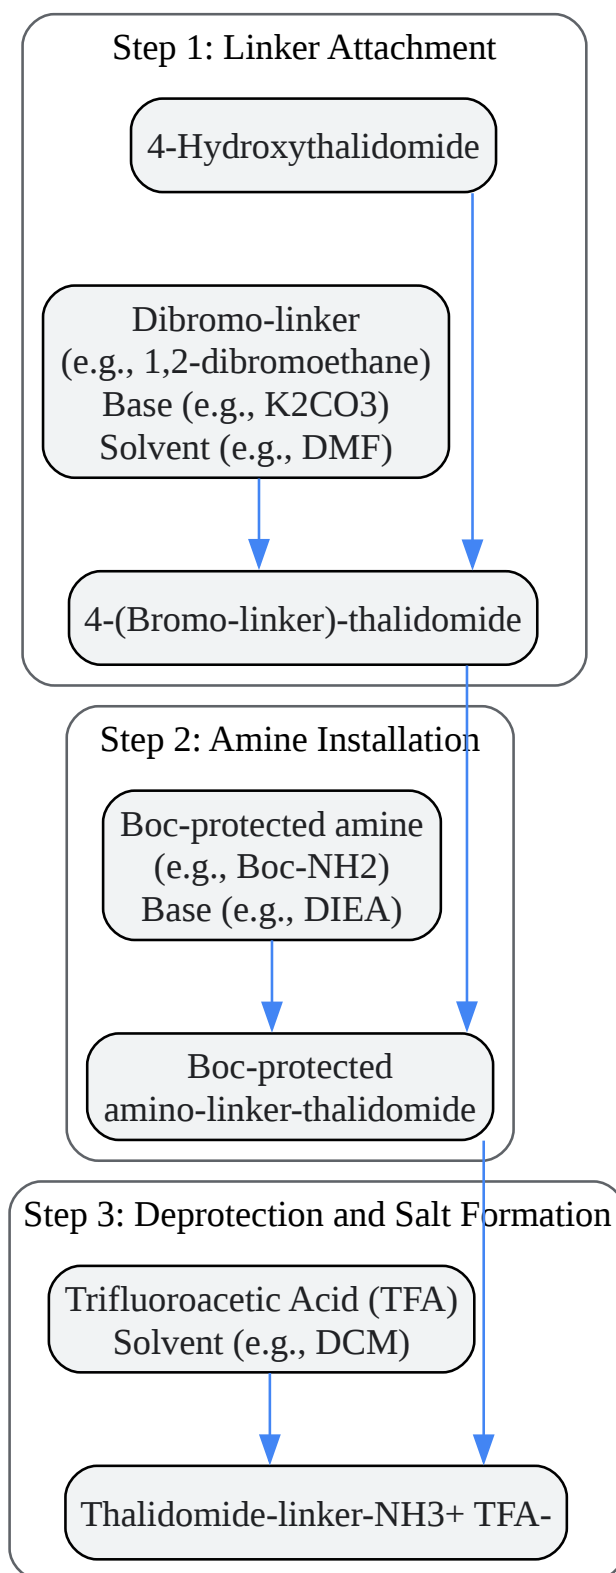 Step 1: Linker Attachment
4-Hydroxythalidomide
Dibromo-linker
(e.g., 1,2-dibromoethane)
Base (e.g., K2CO3)
Solvent (e.g., DMF)
4-(Bromo-linker)-thalidomide
Step 2: Amine Installation
Boc-protected amine
(e.g., Boc-NH2)
Base (e.g., DIEA)
Boc-protected
amino-linker-thalidomide
Step 3: Deprotection and Salt Formation
Trifluoroacetic Acid (TFA)
Solvent (e.g., DCM)
Thalidomide-linker-NH3+ TFA-